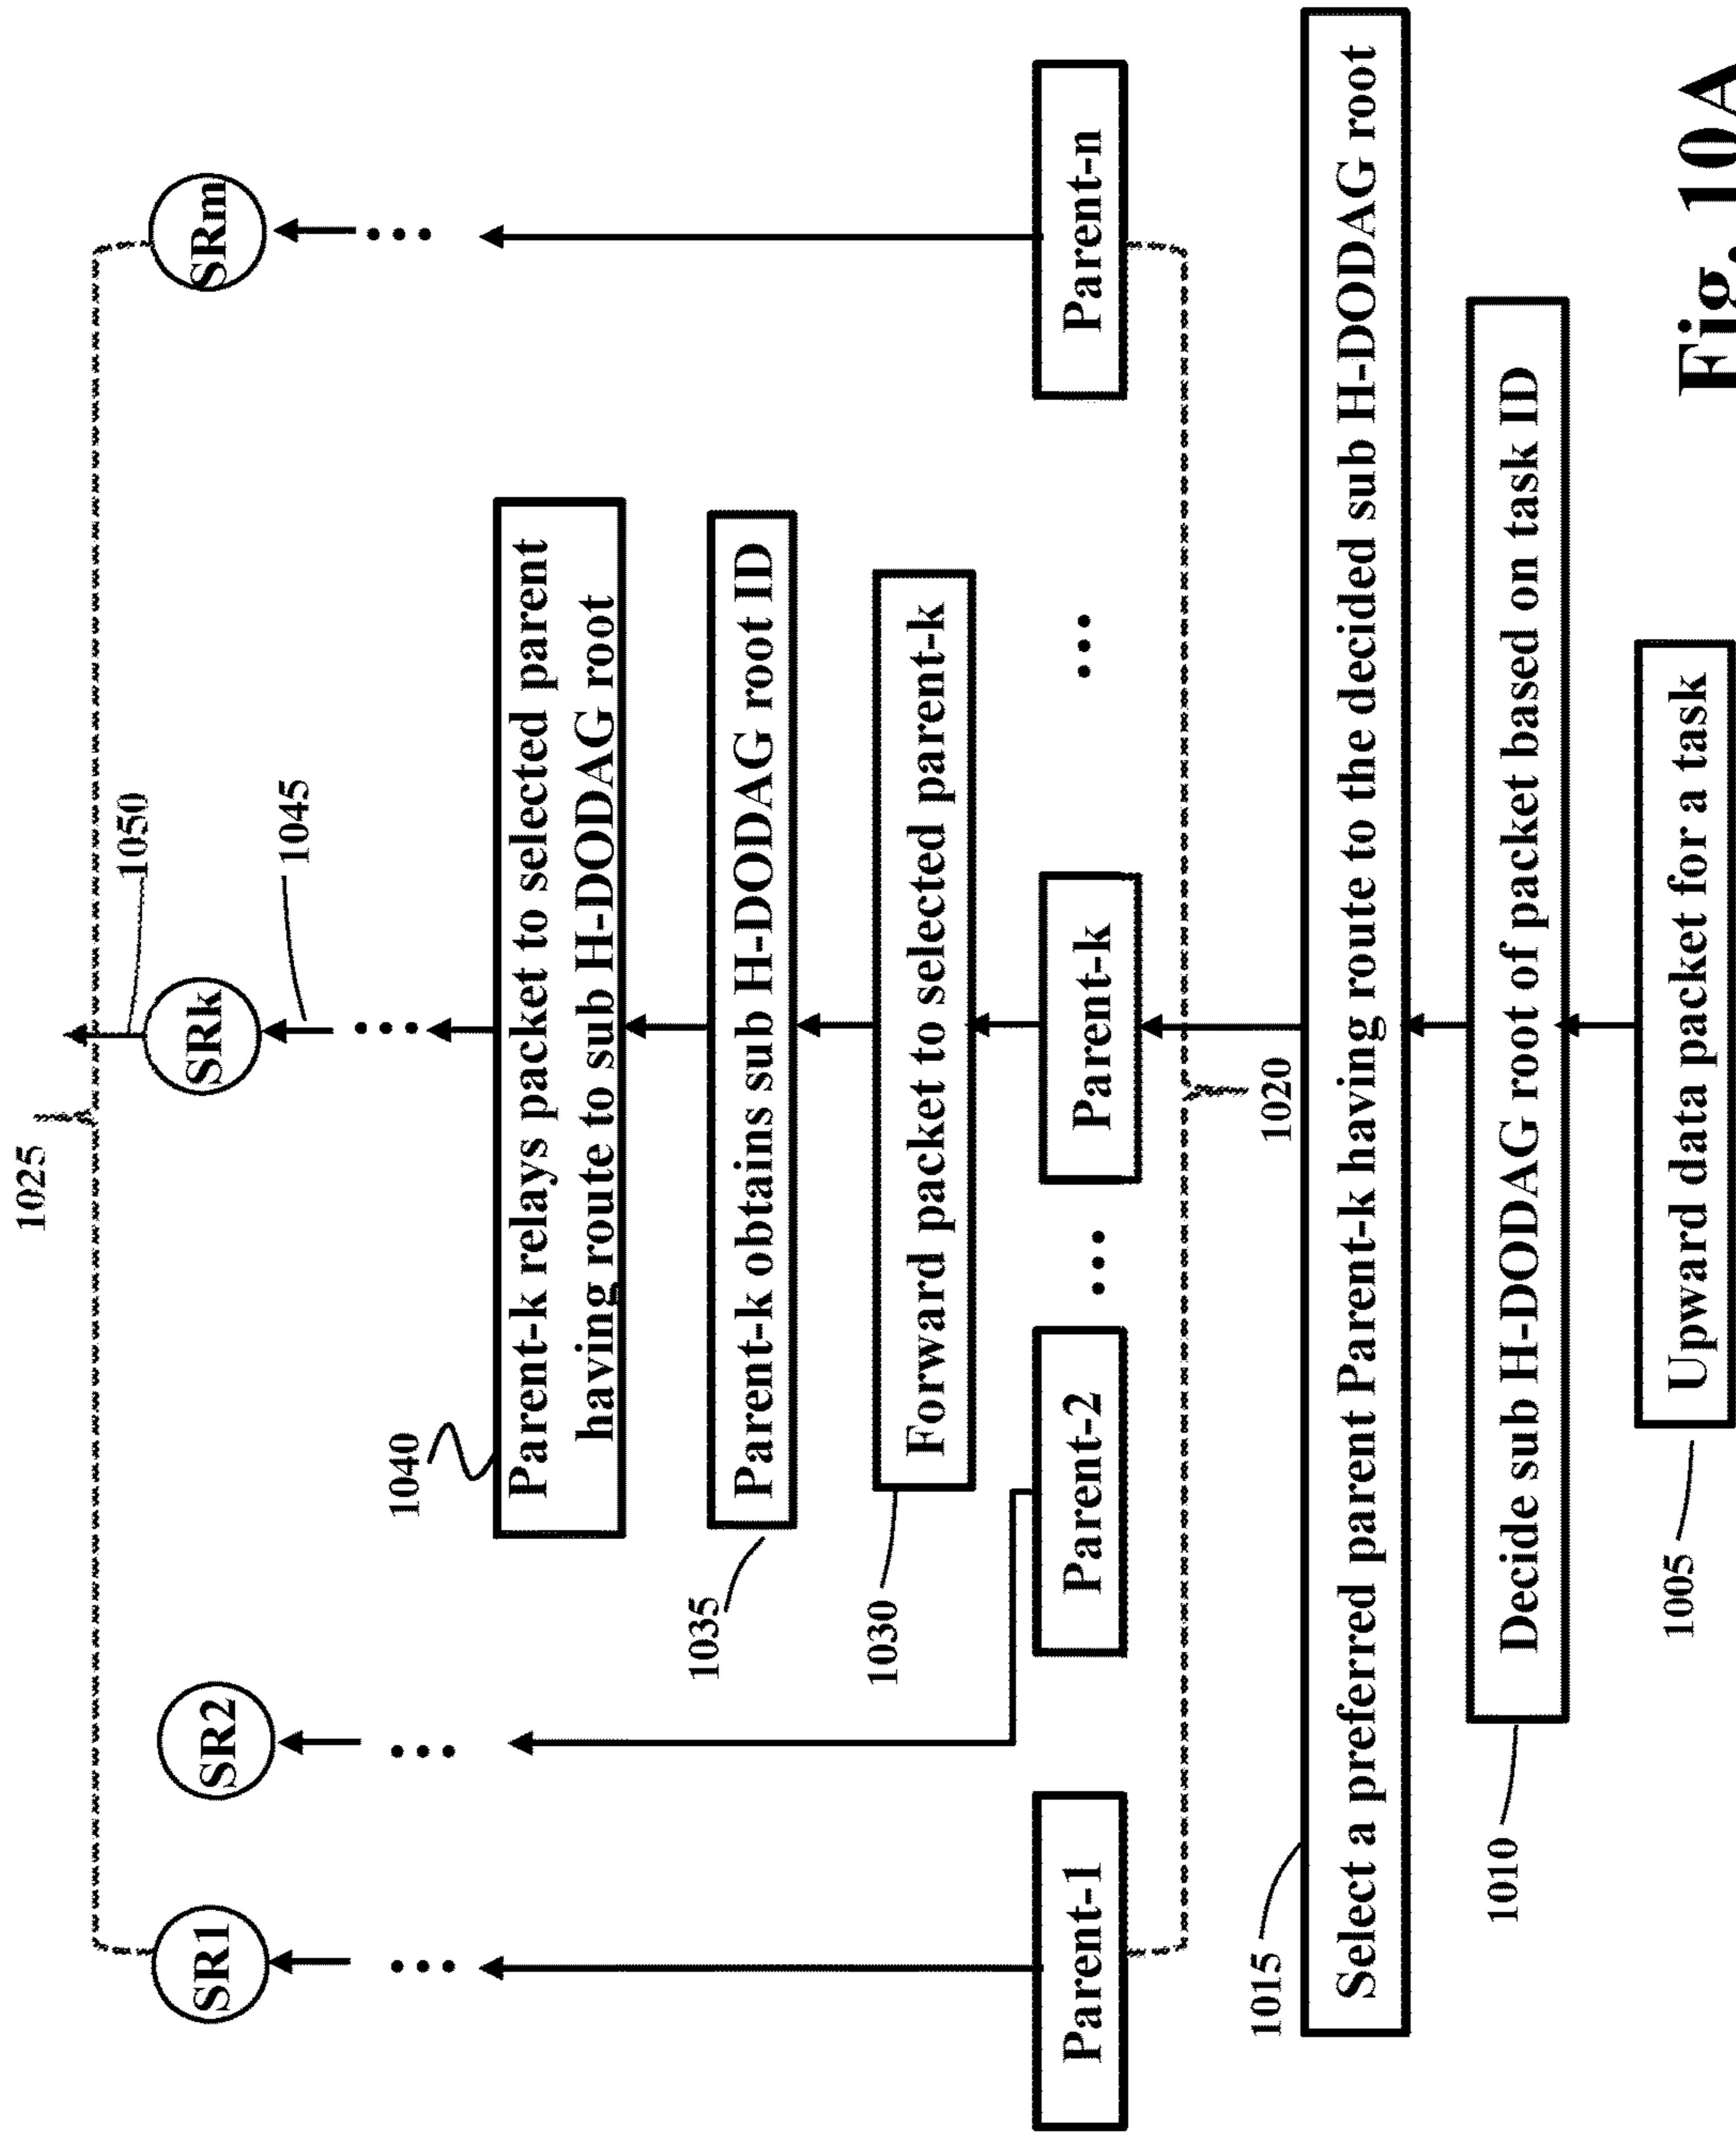 1025
1050
SR1
SR2
SRk
SRm
1045
...
...
...
...
1040
Parent-k relays packet to selected parent
having route to sub H-DODAG root
1035
Parent-k obtains sub H-DODAG root ID
1030
Forward packet to selected parent-k
Parent-1
Parent-2
...
Parent-k
...
Parent-n
1020
1015
Select a preferred parent Parent-k having route to the decided sub H-DODAG root
1010
Decide sub H-DODAG root of packet based on task ID
1005
Upward data packet for a task
Fig. 10A